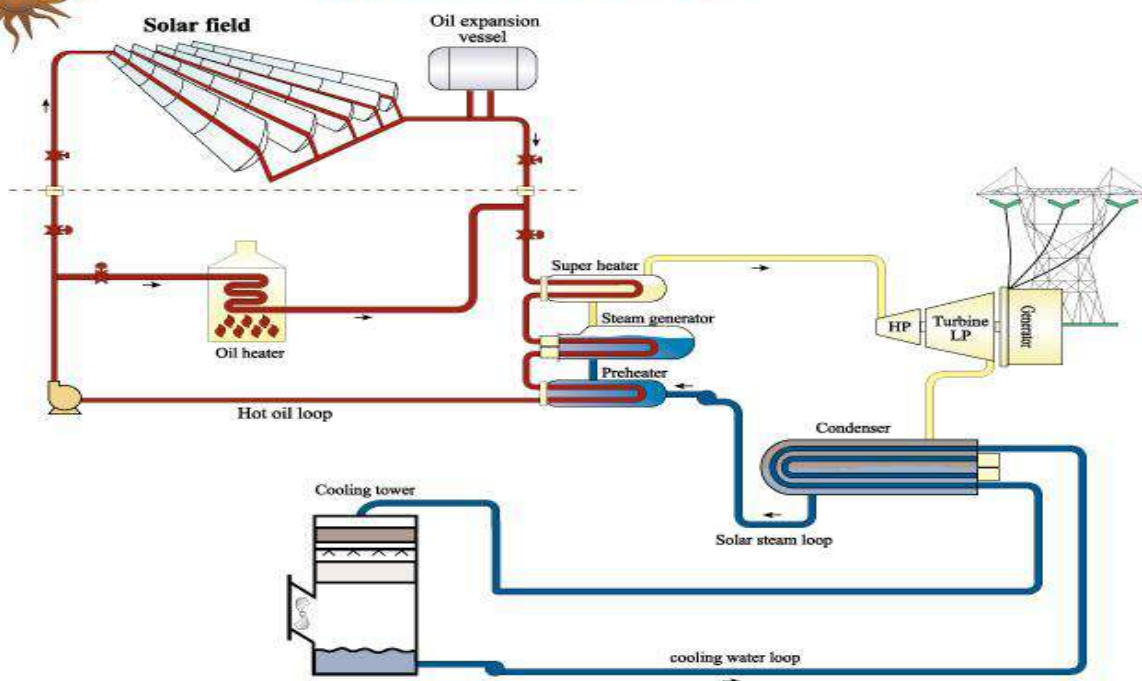 Solar field
Oil expansion
vessel
Super heater
Steam generator
Oil heater
Preheater
Hot oil loop
HP
Turbine
LP
Generator
Condenser
Cooling tower
Solar steam loop
cooling water loop